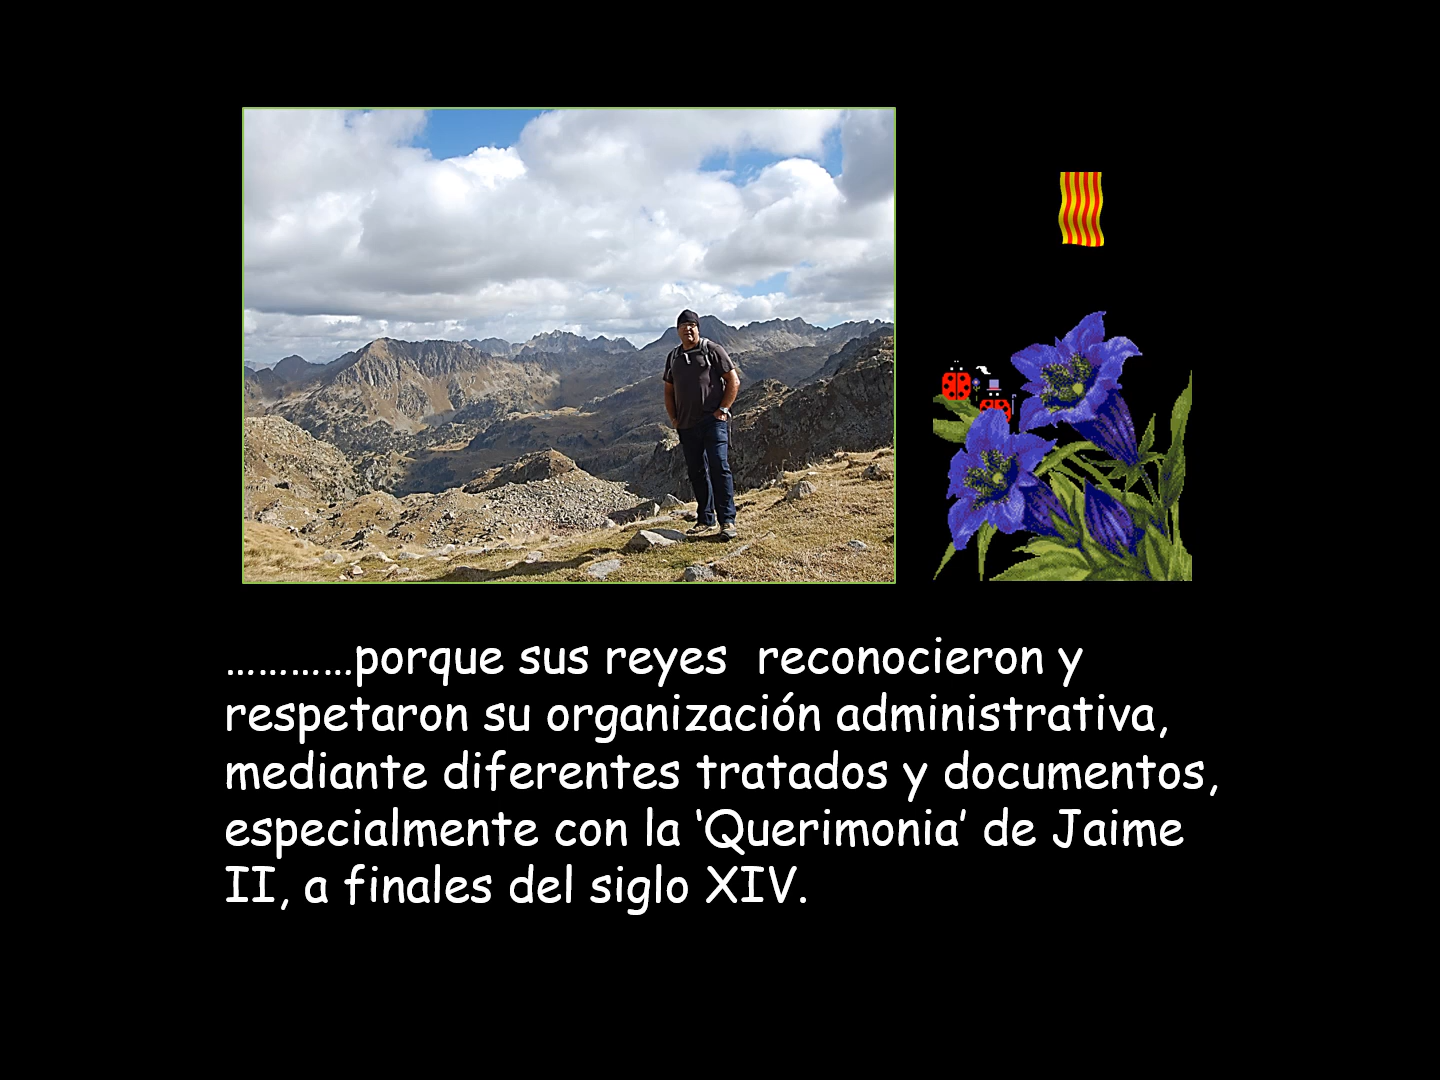 …………porque sus reyes  reconocieron y
respetaron su organización administrativa,
mediante diferentes tratados y documentos,
especialmente con la ‘Querimonia’ de Jaime
II, a finales del siglo XIV.